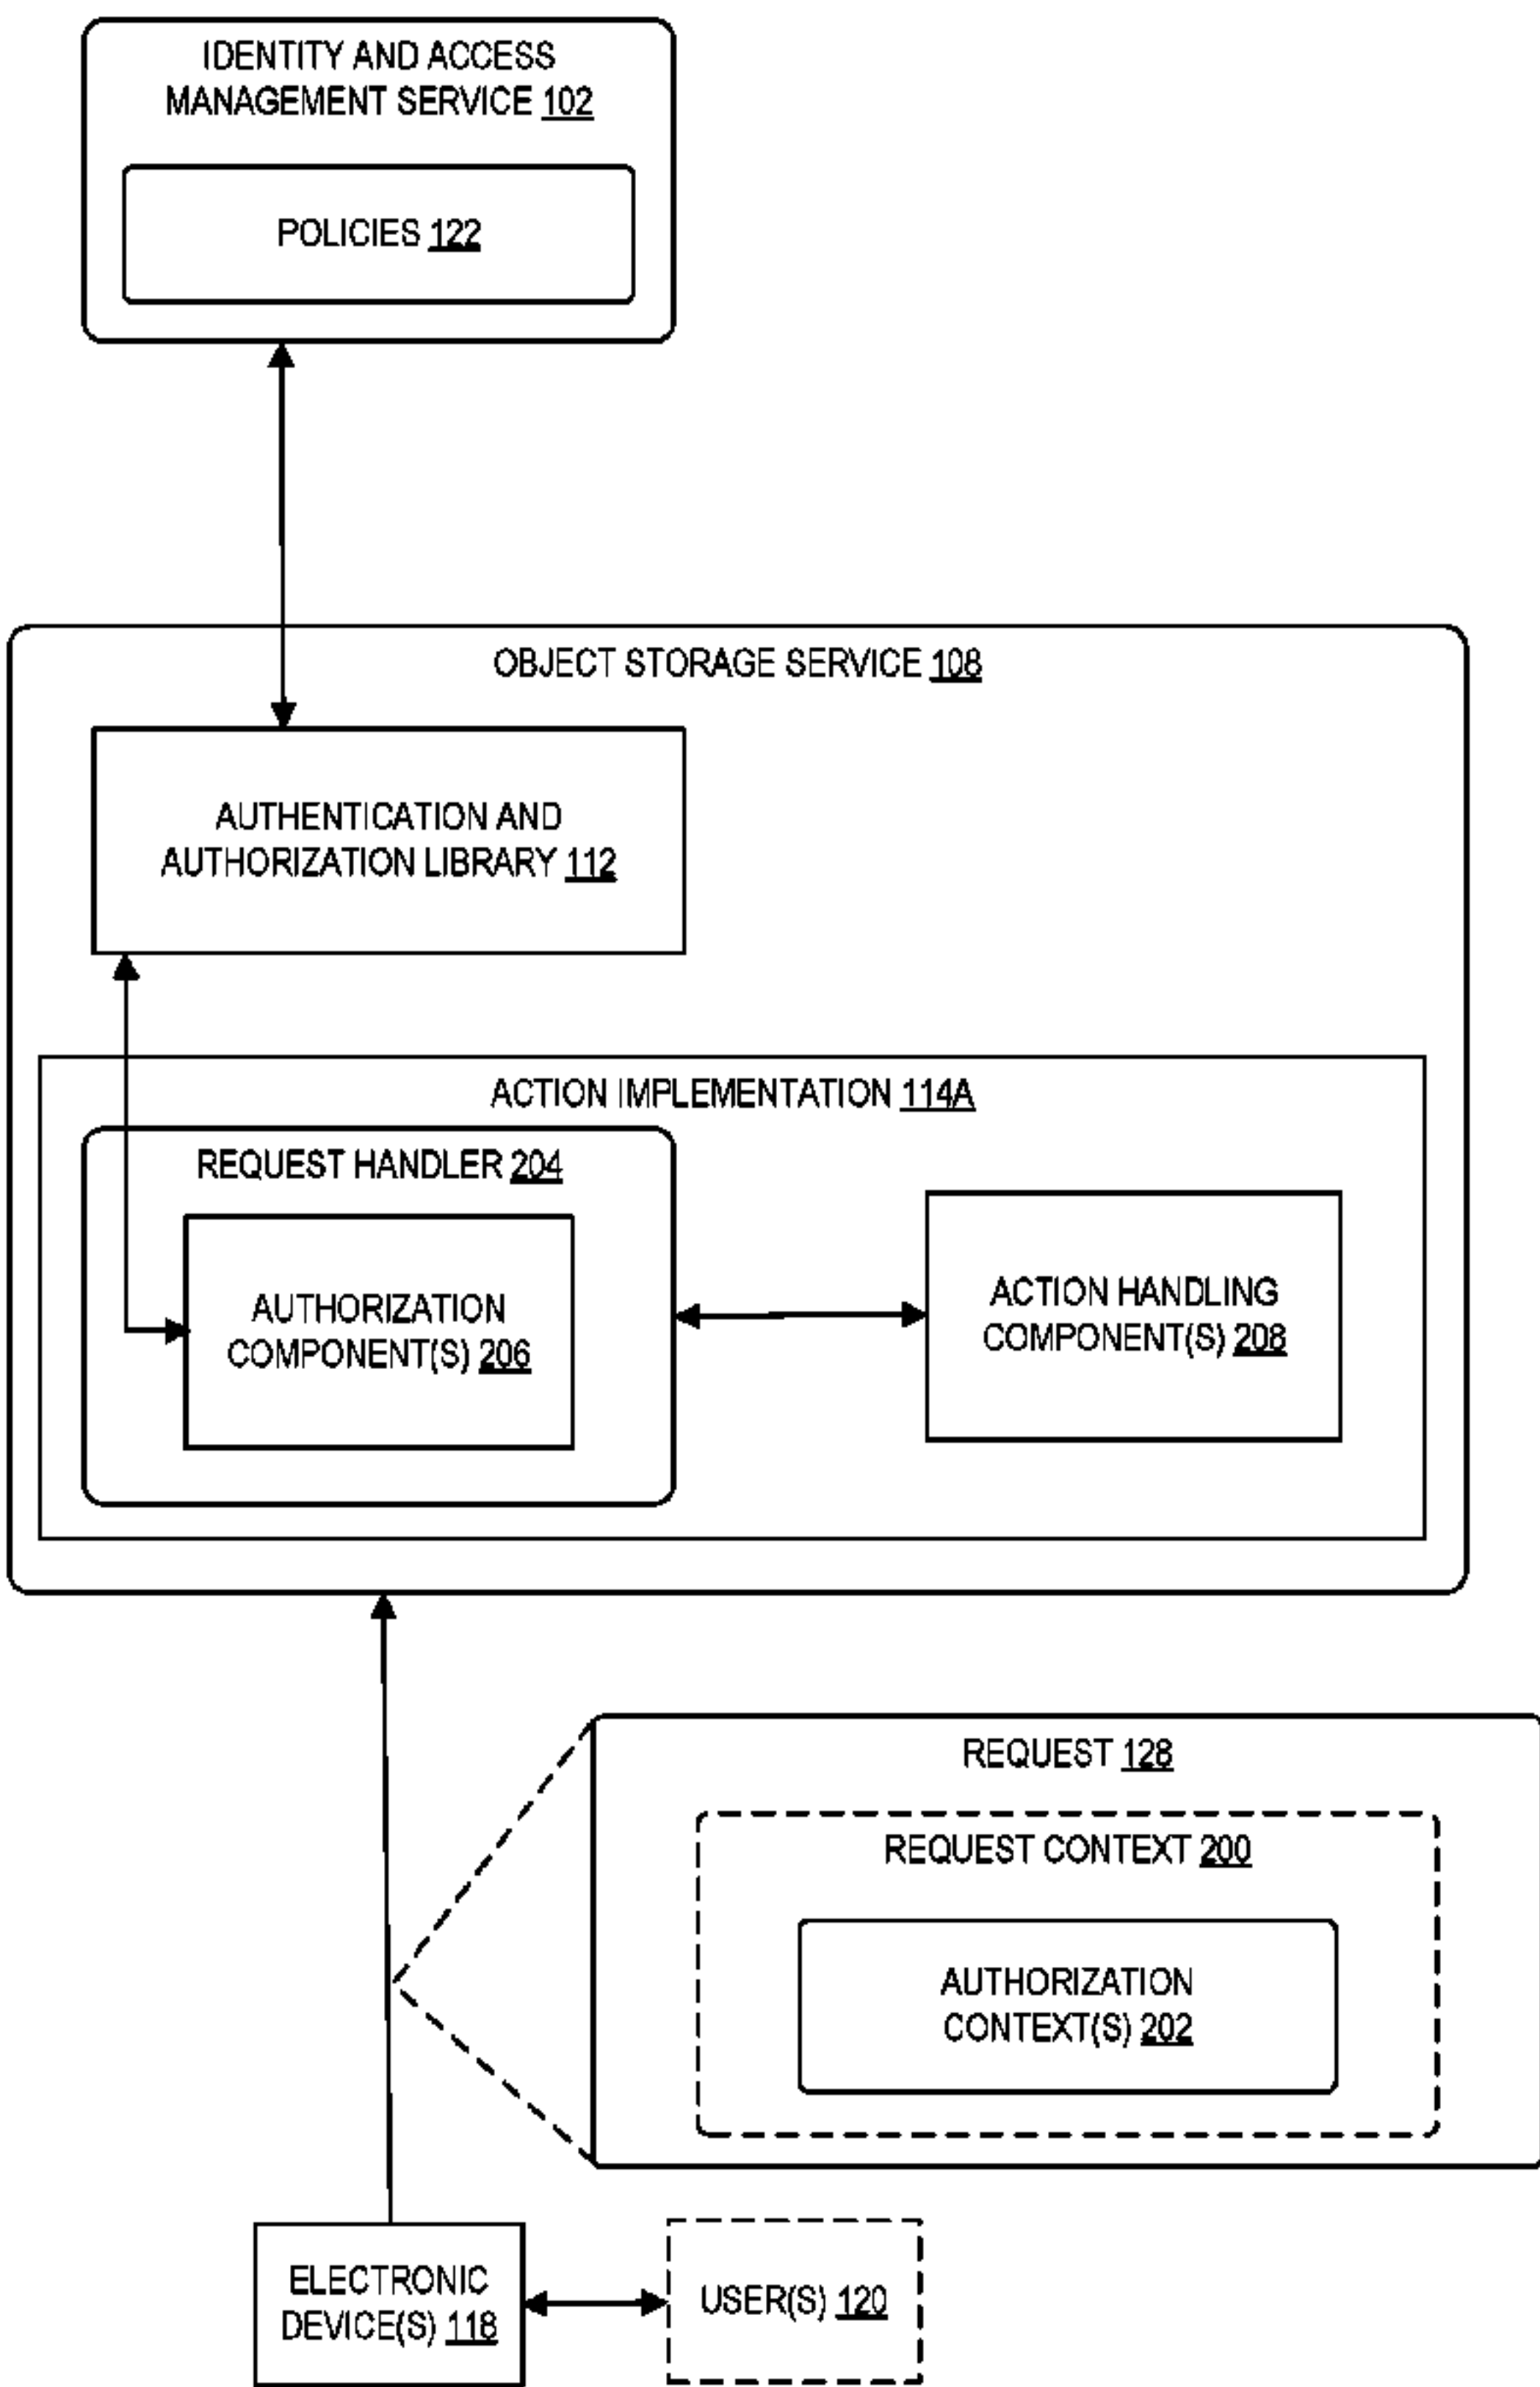 IDENTITY AND ACCESS
MANAGEMENT SERVICE 102
POLICIES 122
OBJECT STORAGE SERVICE 108
AUTHENTICATION AND
AUTHORIZATION LIBRARY 112
ACTION IMPLEMENTATION 114A
REQUEST HANDLER 204
AUTHORIZATION
COMPONENT(S) 206
ACTION HANDLING
COMPONENT(S) 208
REQUEST 128
REQUEST CONTEXT 200
AUTHORIZATION
CONTEXT(S) 202
ELECTRONIC
DEVICE(S) 118
USER(S) 120